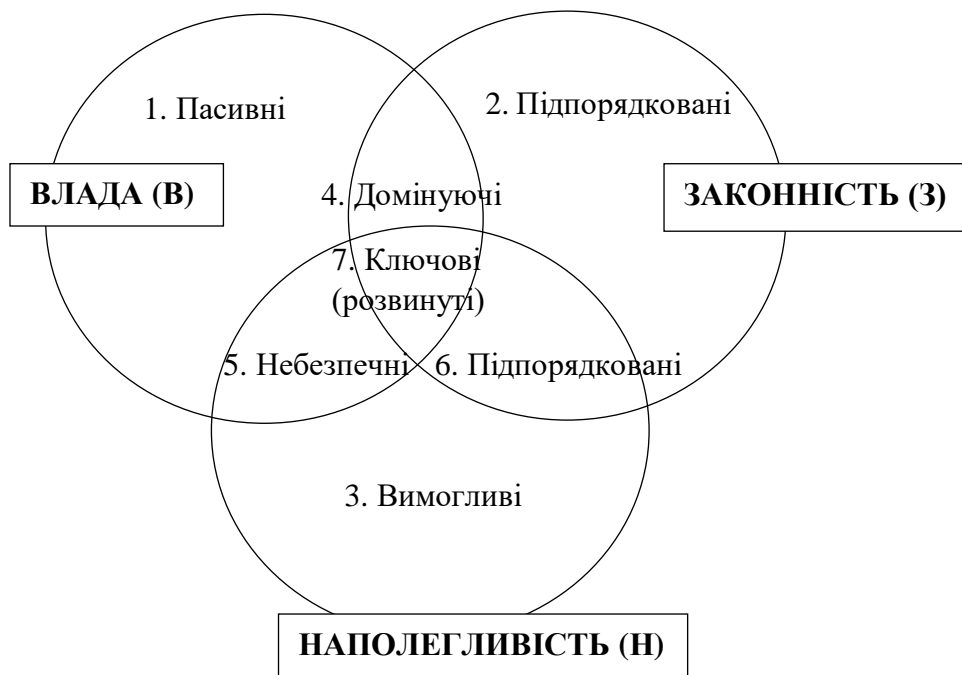 1. Пасивні
2. Підпорядковані
ВЛАДА (В)
4. Домінуючі
ЗАКОННІСТЬ (З)
7. Ключові
(розвинуті)
5. Небезпечні
6. Підпорядковані
3. Вимогливі
НАПОЛЕГЛИВІСТЬ (Н)